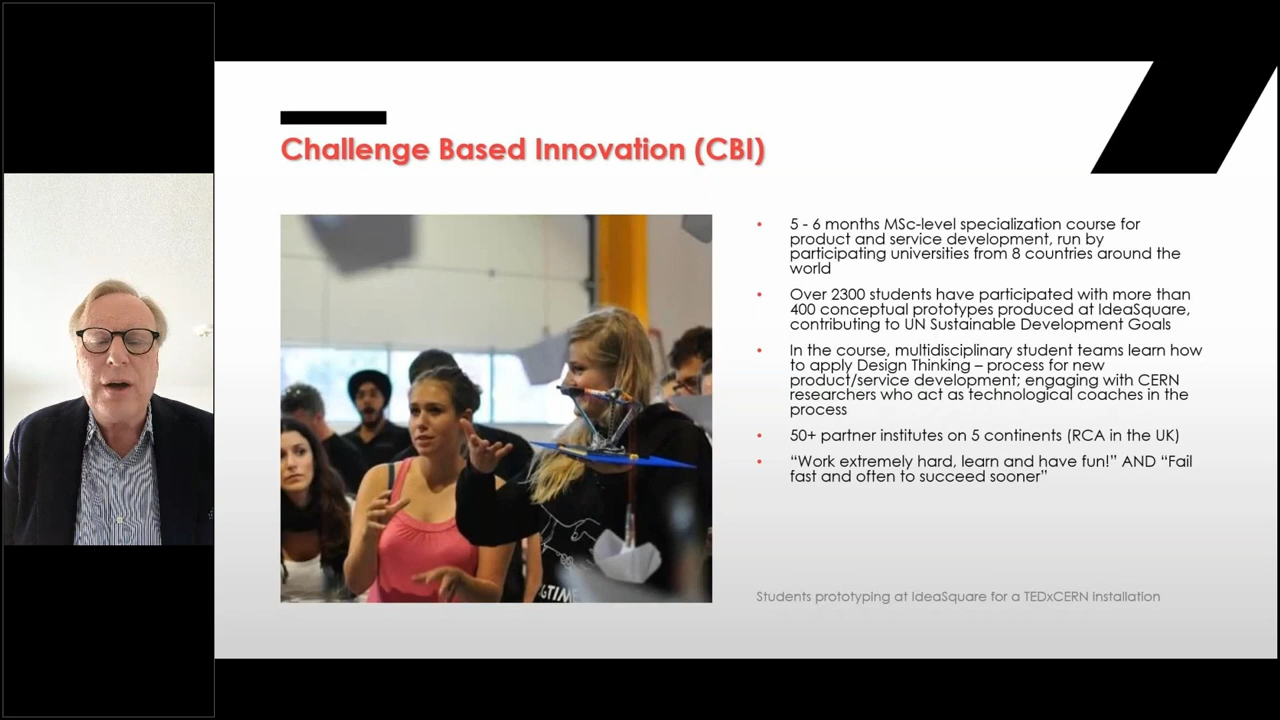 Challenge Based Innovation (CBI)
• 5 - 6 months MSc-level specialization course for
product and service development, run by
participating universities from 8 countries around the
world
• Over 2300 students have participated with more than
400 conceptual prototypes produced at IdeaSquare,
contributing to UN Sustainable Development Goals
• In the course, multidisciplinary student teams learn how
to apply Design Thinking – process for new
product/service development; engaging with CERN
researchers who act as technological coaches in the
process
• 50+ partner institutes on 5 continents (RCA in the UK)
• “Work extremely hard, learn and have fun!” AND “Fail
fast and often to succeed sooner”
Students prototyping at IdeaSquare for a TEDxCERN installation